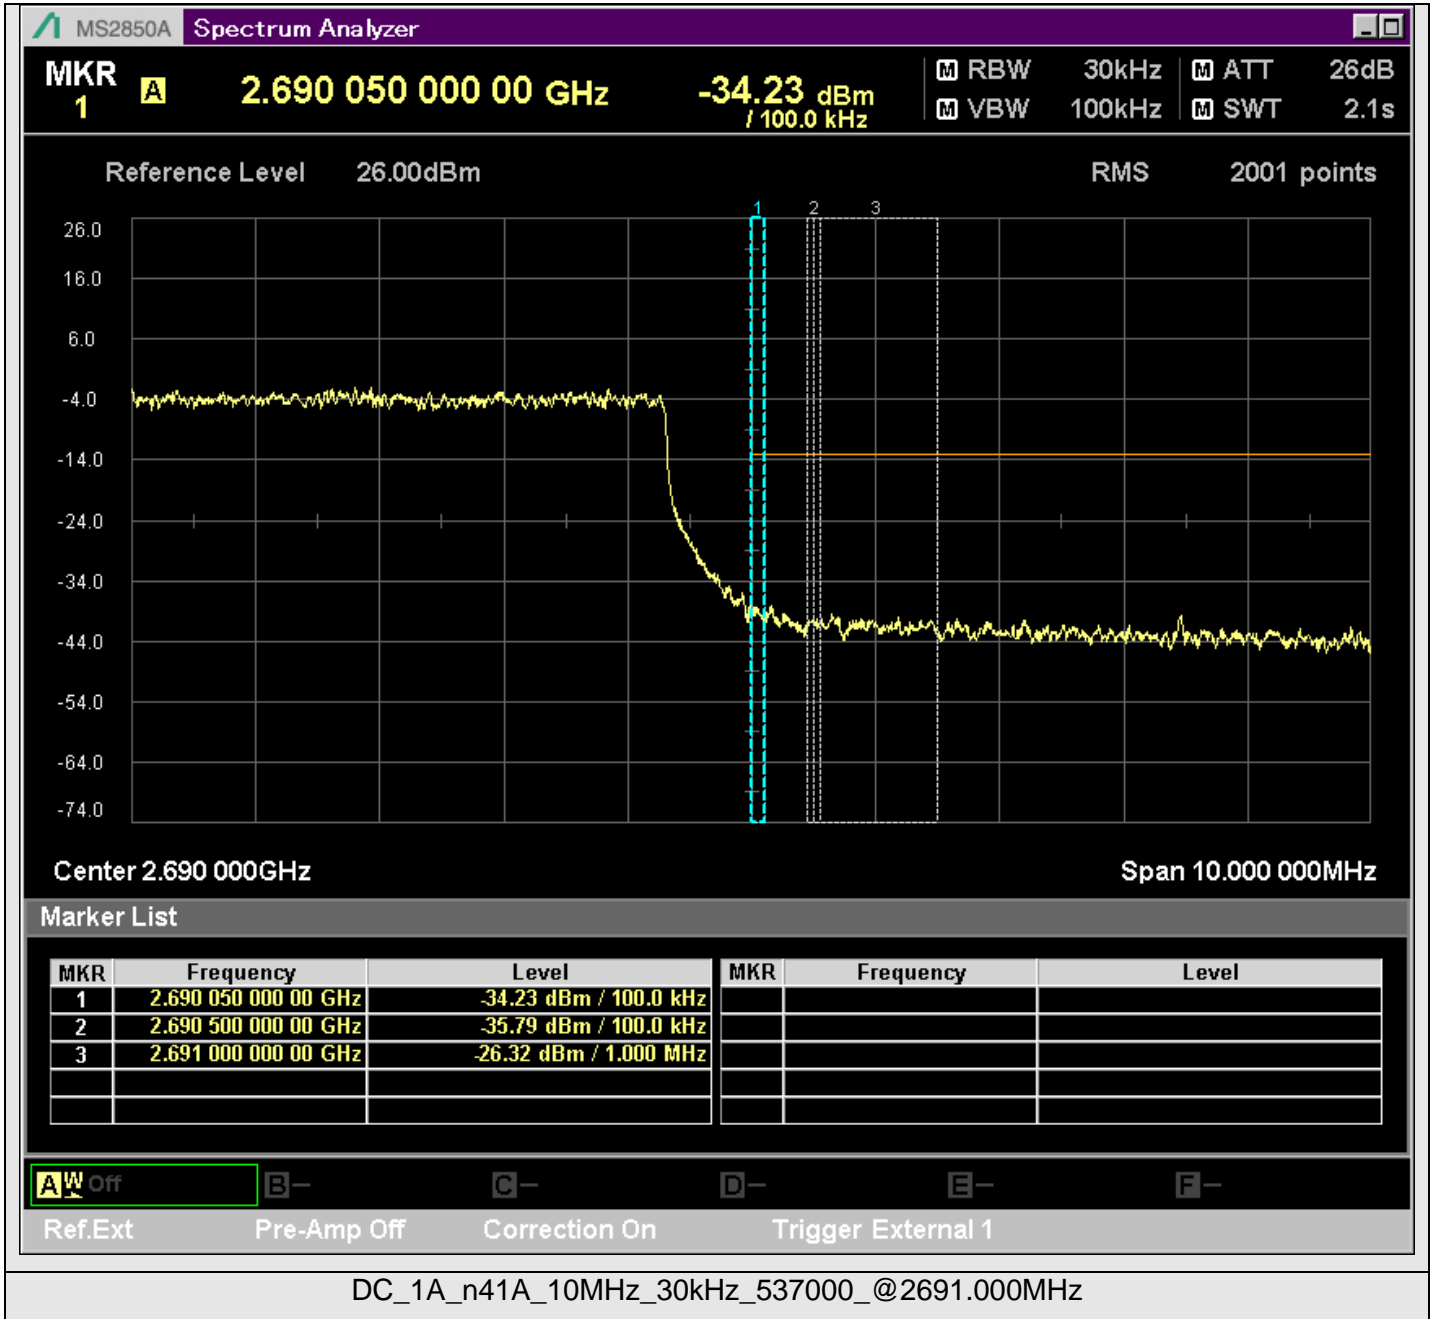 MS2850A Spectrum Analyzer
MKR 1 A 2.690 050 000 00 GHz -34.23 dBm / 100.0 kHz
M RBW 30kHz M ATT 26dB
M VBW 100kHz M SWT 2.1s
Reference Level 26.00dBm RMS 2001 points
1 2 3
26.0
16.0
6.0
-4.0
-14.0
-24.0
-34.0
-44.0
-54.0
-64.0
-74.0
Center 2.690 000GHz Span 10.000 000MHz
Marker List
MKR Frequency Level MKR Frequency Level
1 2.690 050 000 00 GHz -34.23 dBm / 100.0 kHz
2 2.690 500 000 00 GHz -35.79 dBm / 100.0 kHz
3 2.691 000 000 00 GHz -26.32 dBm / 1.000 MHz
A W Off B - C - D - E - F -
Ref.Ext Pre-Amp Off Correction On Trigger External 1
DC_1A_n41A_10MHz_30kHz_537000_@2691.000MHz